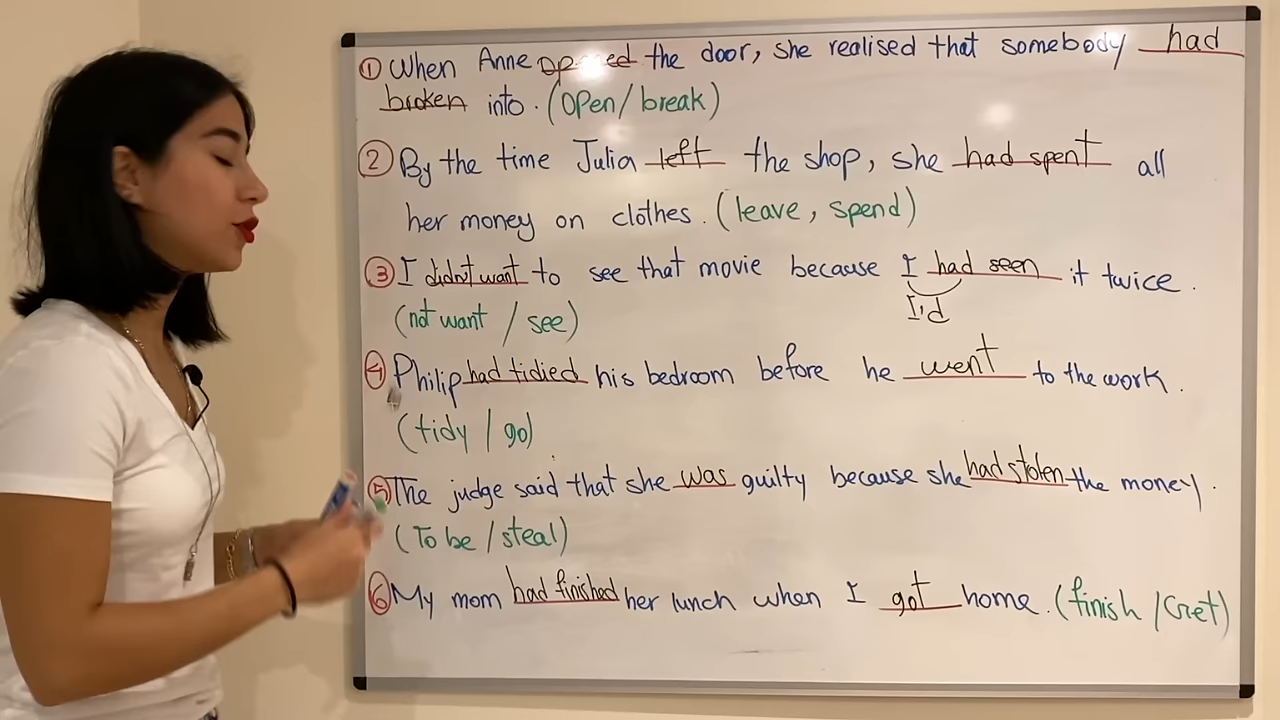 ① When Anne opened the door, she realised that somebody had
broken into. (open/break)
② By the time Julia left the shop, she had spent all
her money on clothes. (leave, spend)
③ I didn't want to see that movie because I had seen it twice.
I'd
(not want / see)
④ Philip had tidied his bedroom before he went to the work.
(tidy / go)
⑤ The judge said that she was guilty because she had stolen the money.
(To be / steal)
⑥ My mom had finished her lunch when I got home. (finish / Get)